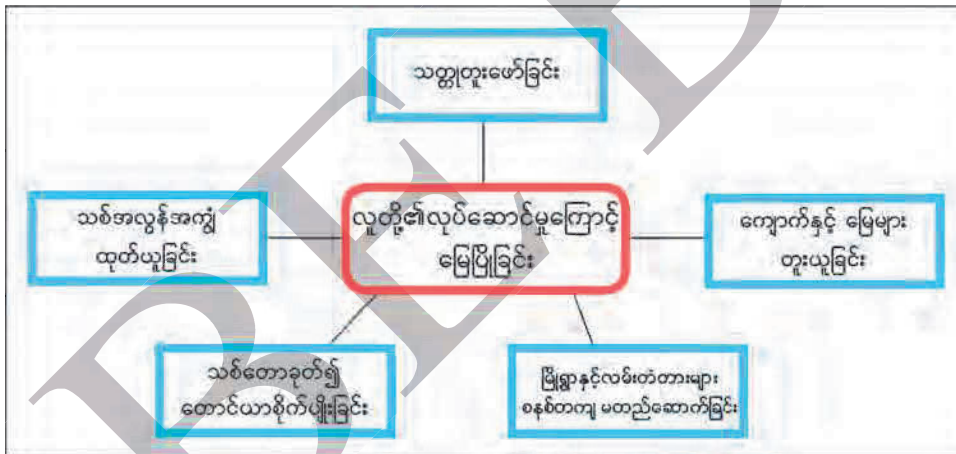 သတ္တုတူးဖော်ခြင်း
သစ်အလွန်အကျွံ
ထုတ်ယူခြင်း
လူတို့၏လုပ်ဆောင်မှုကြောင့်
မြေပြိုခြင်း
ကျောက်နှင့် မြေများ
တူးယူခြင်း
သစ်တောခုတ်၍
တောင်ယာစိုက်ပျိုးခြင်း
မြို့ရွာနှင့်လမ်းတံတားများ
စနစ်တကျ မတည်ဆောက်ခြင်း